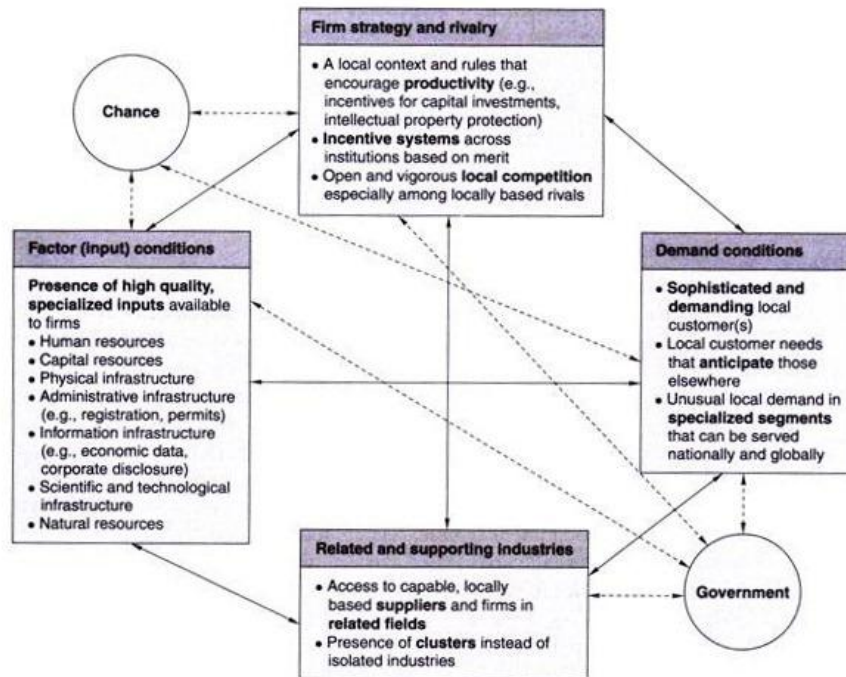 Firm strategy and rivalry
• A local context and rules that
encourage productivity (e.g.,
incentives for capital investments,
intellectual property protection)
• Incentive systems across
institutions based on merit
• Open and vigorous local competition
especially among locally based rivals
Chance
Factor (input) conditions
Presence of high quality,
specialized inputs available
to firms
• Human resources
• Capital resources
• Physical infrastructure
• Administrative infrastructure
(e.g., registration, permits)
• Information infrastructure
(e.g., economic data,
corporate disclosure)
• Scientific and technological
infrastructure
• Natural resources
Demand conditions
• Sophisticated and
demanding local
customer(s)
• Local customer needs
that anticipate those
elsewhere
• Unusual local demand in
specialized segments
that can be served
nationally and globally
Related and supporting industries
• Access to capable, locally
based suppliers and firms in
related fields
• Presence of clusters instead of
isolated industries
Government